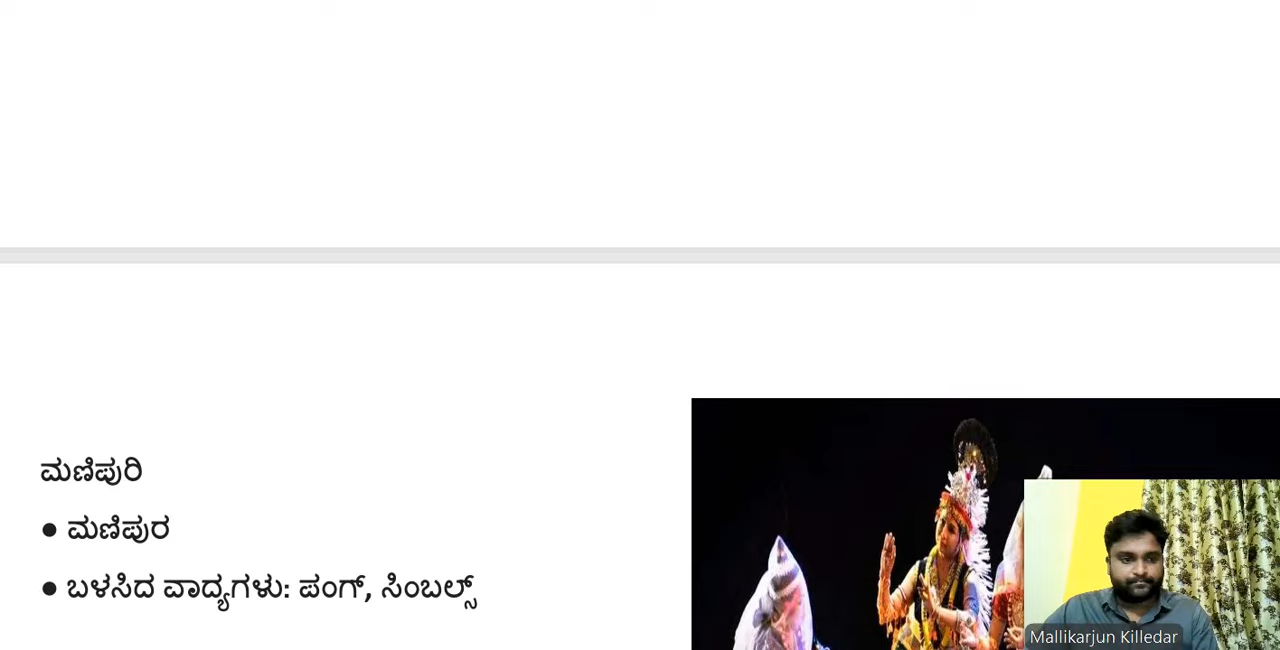 ಮಣಿಪುರಿ
● ಮಣಿಪುರ
● ಬಳಸಿದ ವಾದ್ಯಗಳು: ಪಂಗ್, ಸಿಂಬಲ್ಸ್
Mallikarjun Killedar